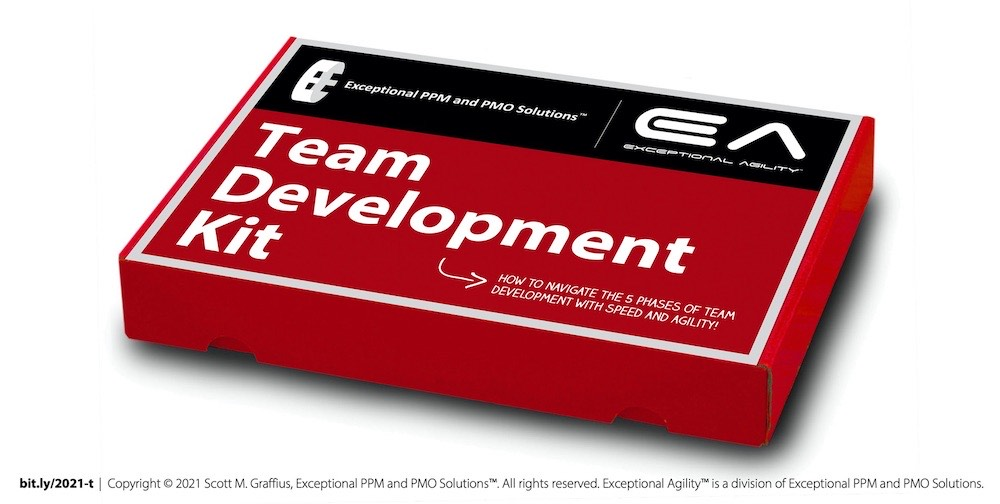 Exceptional PPM and PMO Solutions™
EA
EXCEPTIONAL AGILITY™
Team
Development
Kit
HOW TO NAVIGATE THE 5 PHASES OF TEAM
DEVELOPMENT WITH SPEED AND AGILITY!
bit.ly/2021-t | Copyright © 2021 Scott M. Graffius, Exceptional PPM and PMO Solutions™. All rights reserved. Exceptional Agility™ is a division of Exceptional PPM and PMO Solutions.